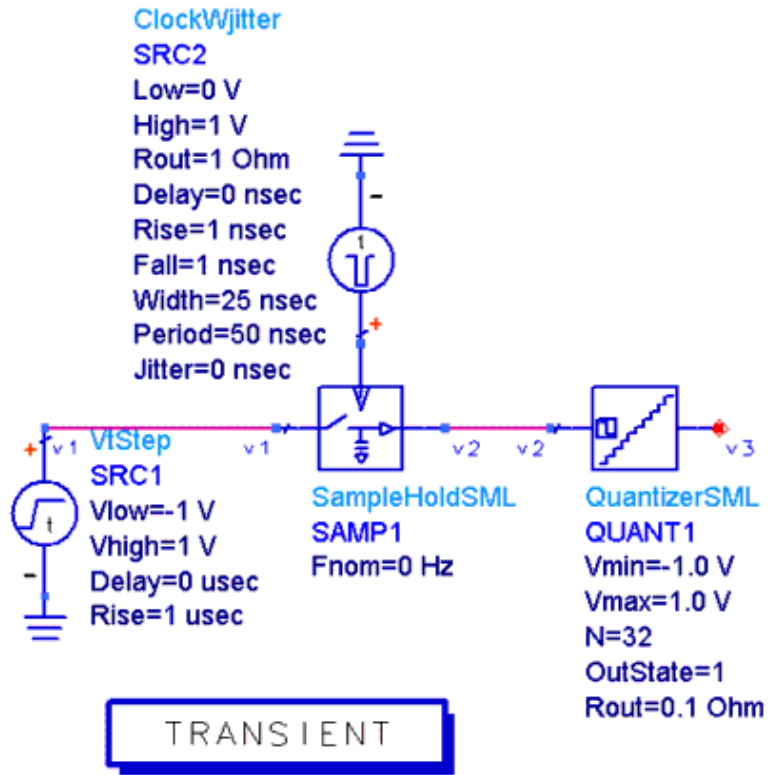 ClockWjitter
SRC2
Low=0 V
High=1 V
Rout=1 Ohm
Delay=0 nsec
Rise=1 nsec
Fall=1 nsec
Width=25 nsec
Period=50 nsec
Jitter=0 nsec
-
t
+
+
v1
VtStep
SRC1
Vlow=-1 V
Vhigh=1 V
Delay=0 usec
Rise=1 usec
t
-
v1
SampleHoldSML
SAMP1
Fnom=0 Hz
v2
v2
QuantizerSML
QUANT1
Vmin=-1.0 V
Vmax=1.0 V
N=32
OutState=1
Rout=0.1 Ohm
v3
TRANSIENT